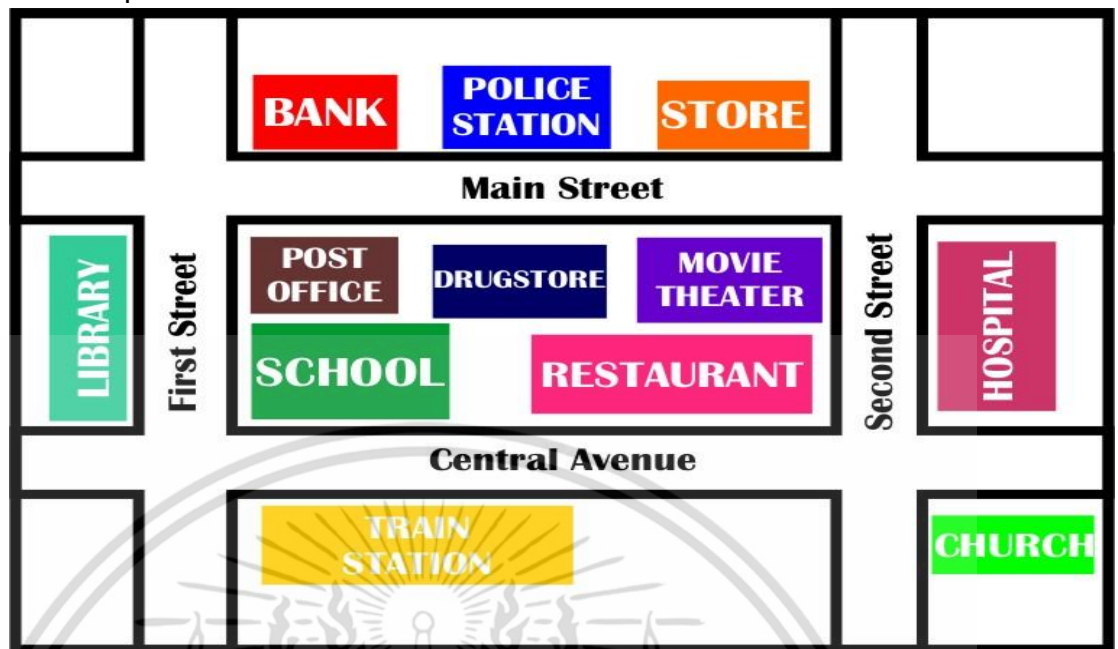 BANK
POLICE
STATION
STORE
Main Street
LIBRARY
First Street
POST
OFFICE
DRUGSTORE
MOVIE
THEATER
SCHOOL
RESTAURANT
Second Street
HOSPITAL
Central Avenue
TRAIN
STATION
CHURCH